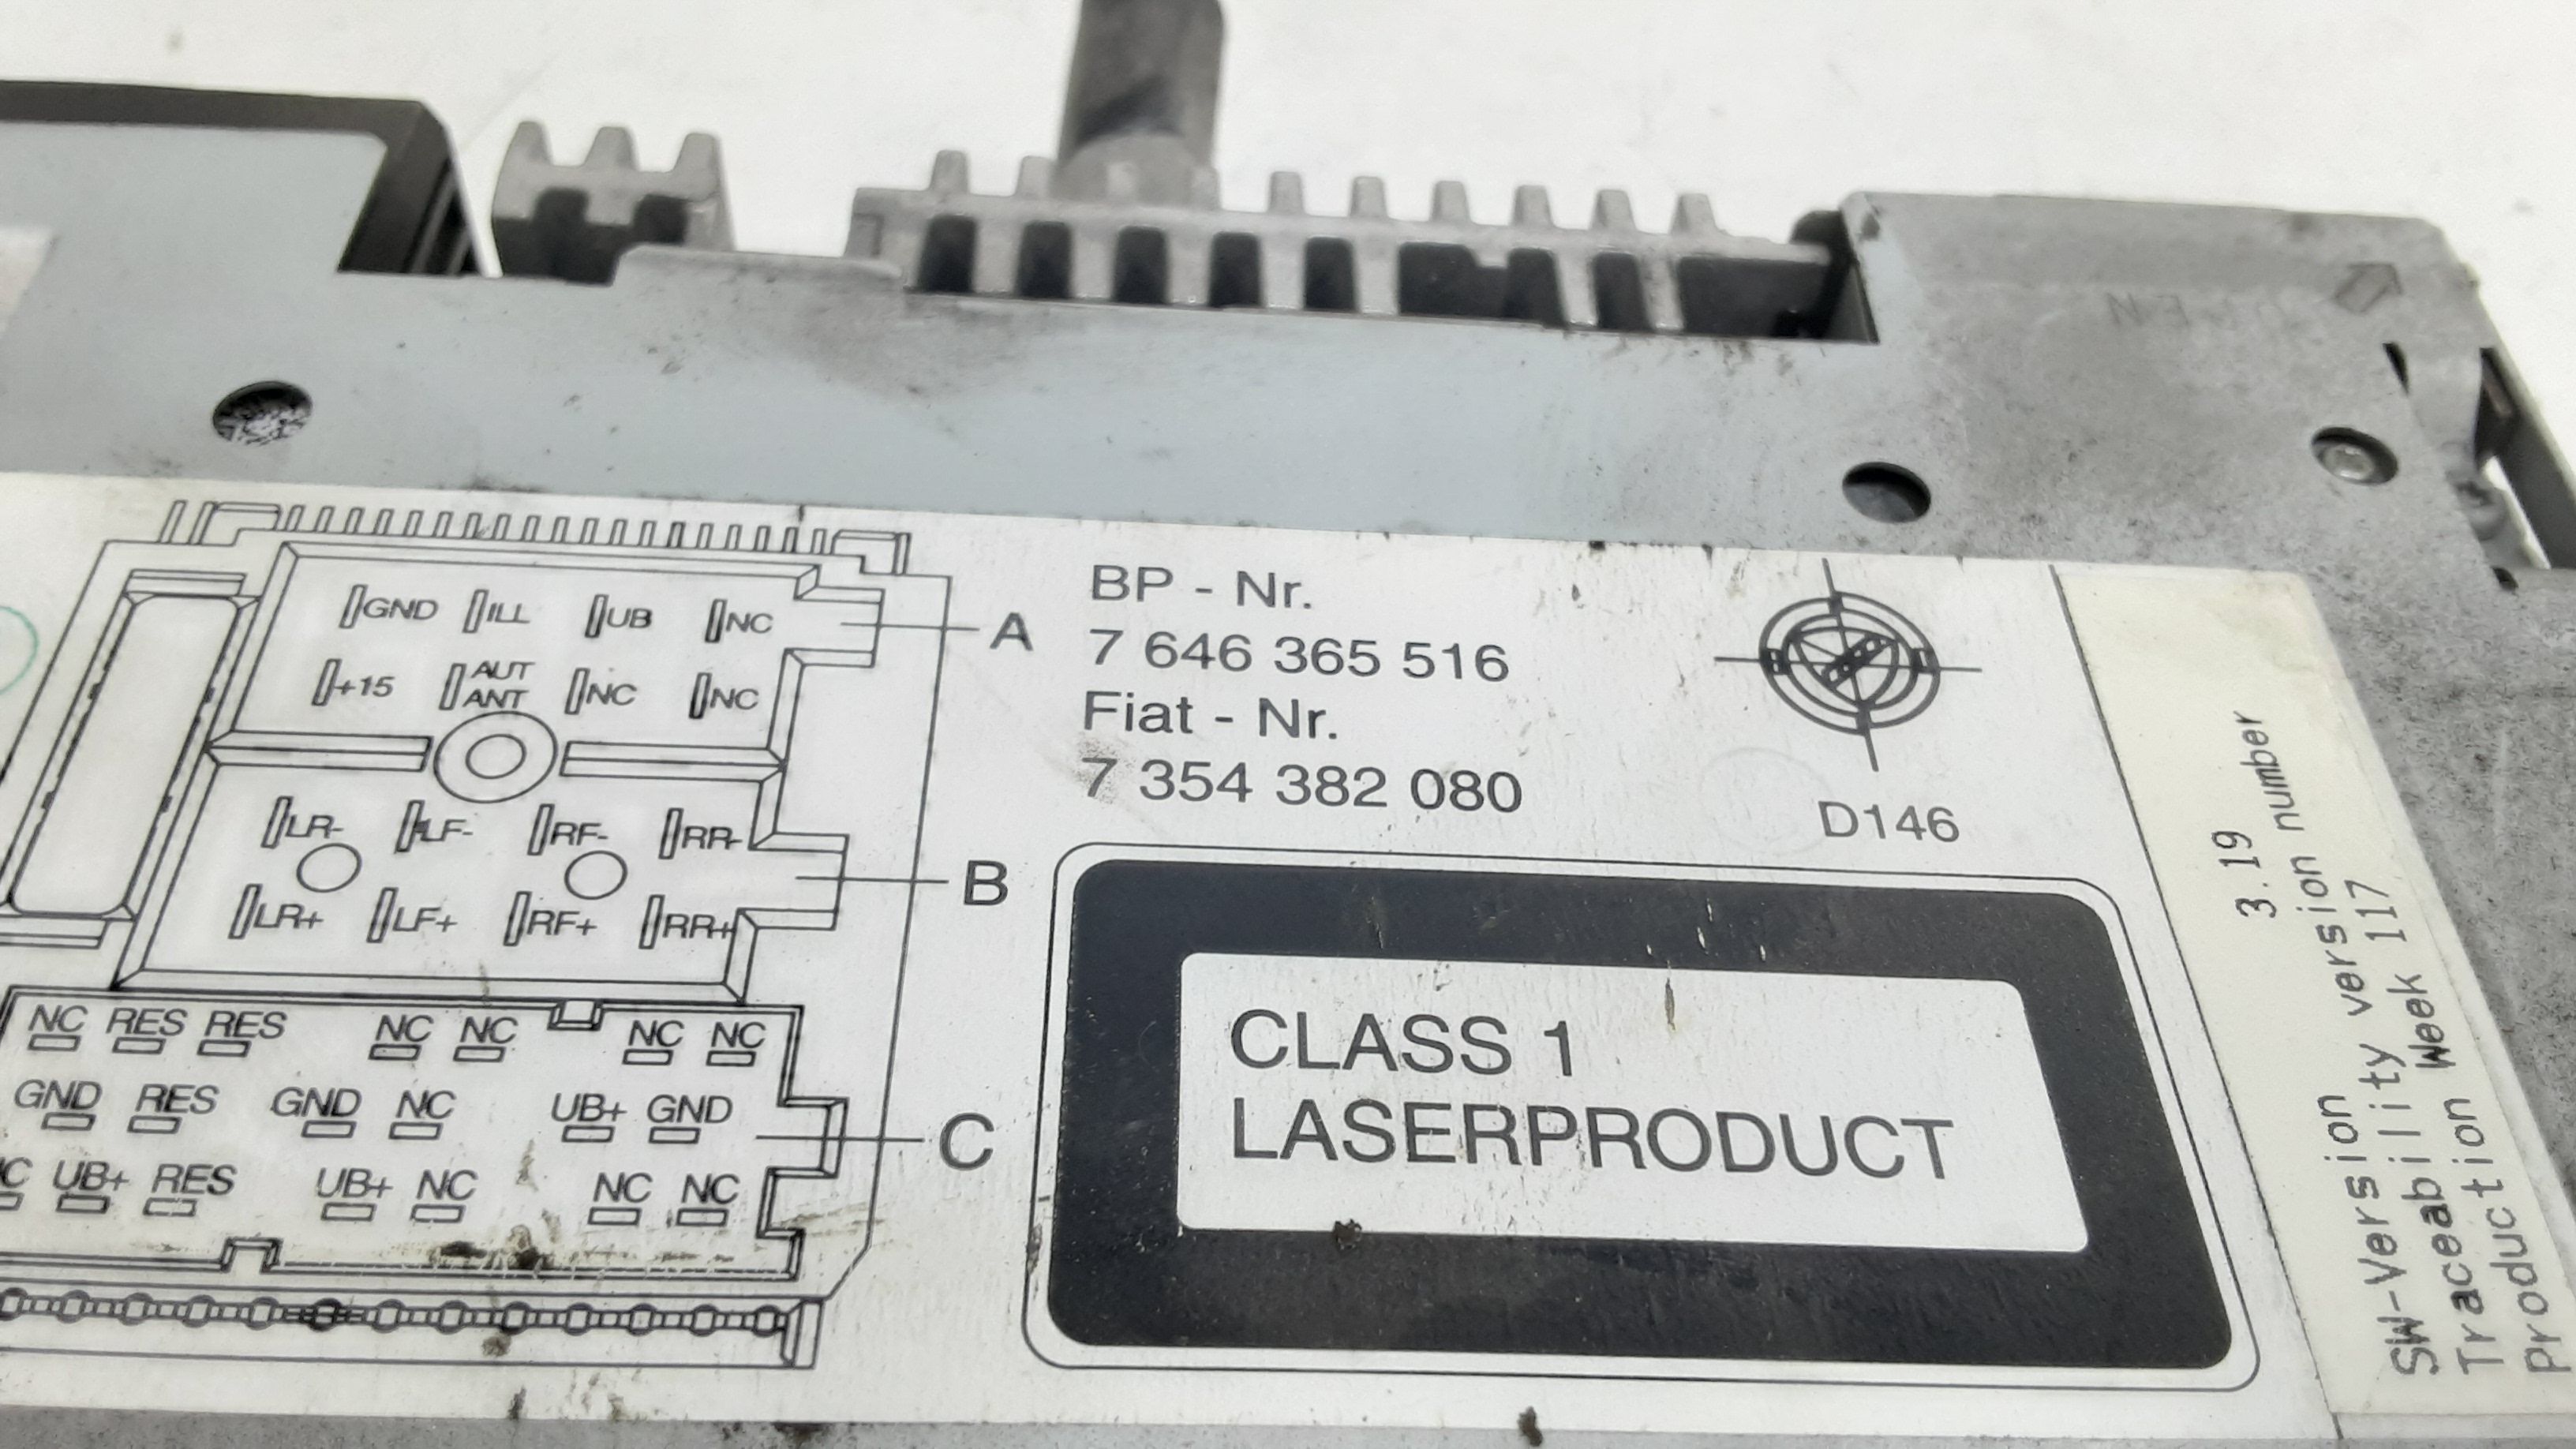 GND ILL UB NC
+15 AUT ANT NC NC
A
LR- LF- RF- RR-
LR+ LF+ RF+ RR+
B
NC RES RES NC NC NC NC
GND RES GND NC UB+ GND
UB+ RES UB+ NC NC NC
C
BP - Nr.
7 646 365 516
Fiat - Nr.
7 354 382 080
D146
CLASS 1
LASERPRODUCT
3.19
SW-Version version number
Traceability Week 117
Production